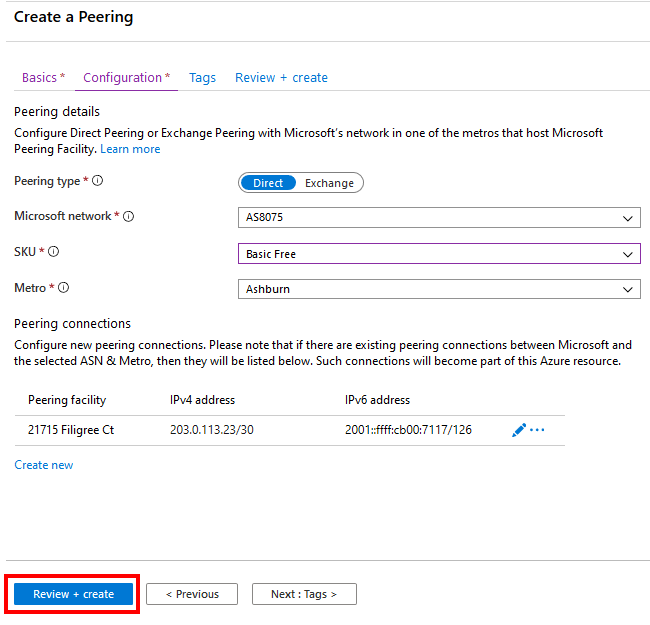 Create a Peering
Basics * Configuration * Tags Review + create
Peering details
Configure Direct Peering or Exchange Peering with Microsoft's network in one of the metros that host Microsoft
Peering Facility. Learn more
Peering type * Direct Exchange
Microsoft network * AS8075
SKU * Basic Free
Metro * Ashburn
Peering connections
Configure new peering connections. Please note that if there are existing peering connections between Microsoft and
the selected ASN & Metro, then they will be listed below. Such connections will become part of this Azure resource.
Peering facility IPv4 address IPv6 address
21715 Filigree Ct 203.0.113.23/30 2001::ffff:cb00:7117/126
Create new
Review + create < Previous Next : Tags >